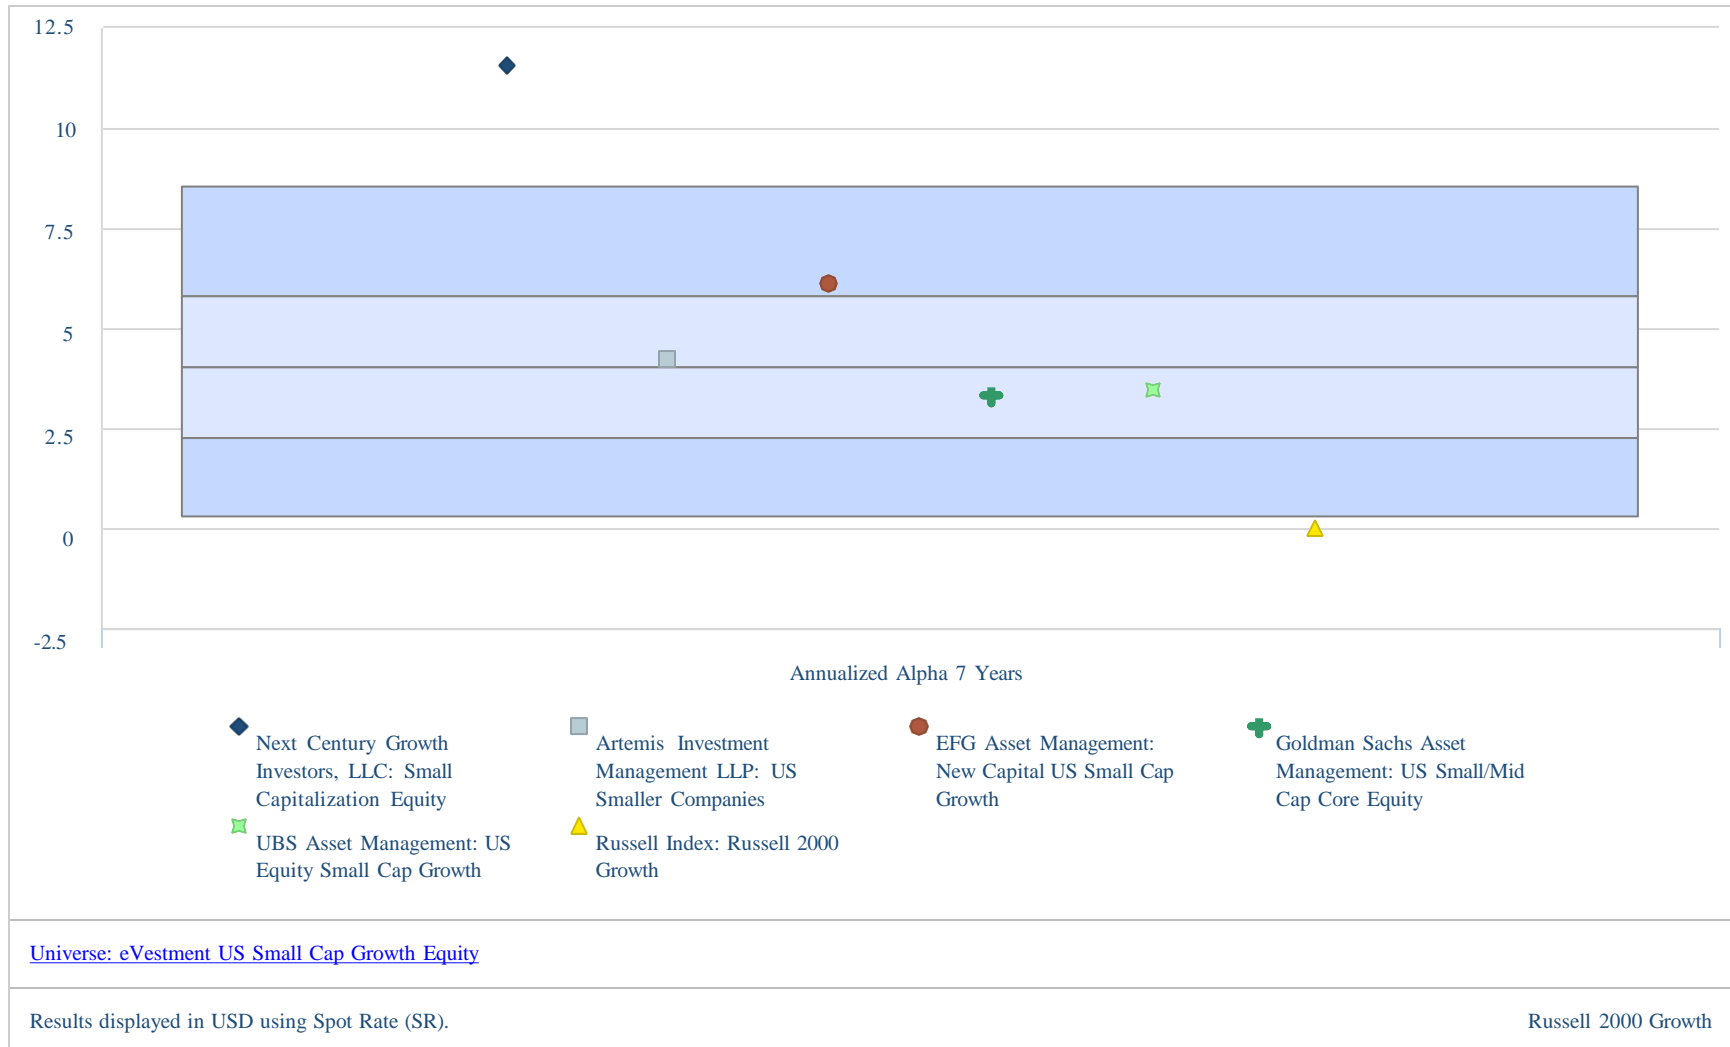 12.5
10
7.5
5
2.5
0
-2.5
Annualized Alpha 7 Years
Next Century Growth
Investors, LLC: Small
Capitalization Equity
Artemis Investment
Management LLP: US
Smaller Companies
EFG Asset Management:
New Capital US Small Cap
Growth
Goldman Sachs Asset
Management: US Small/Mid
Cap Core Equity
UBS Asset Management: US
Equity Small Cap Growth
Russell Index: Russell 2000
Growth
Universe: eVestment US Small Cap Growth Equity
Results displayed in USD using Spot Rate (SR).
Russell 2000 Growth